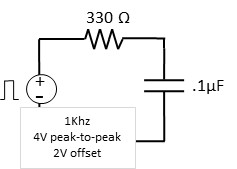 330 Ω
+
-
.1µF
1Khz
4V peak-to-peak
2V offset